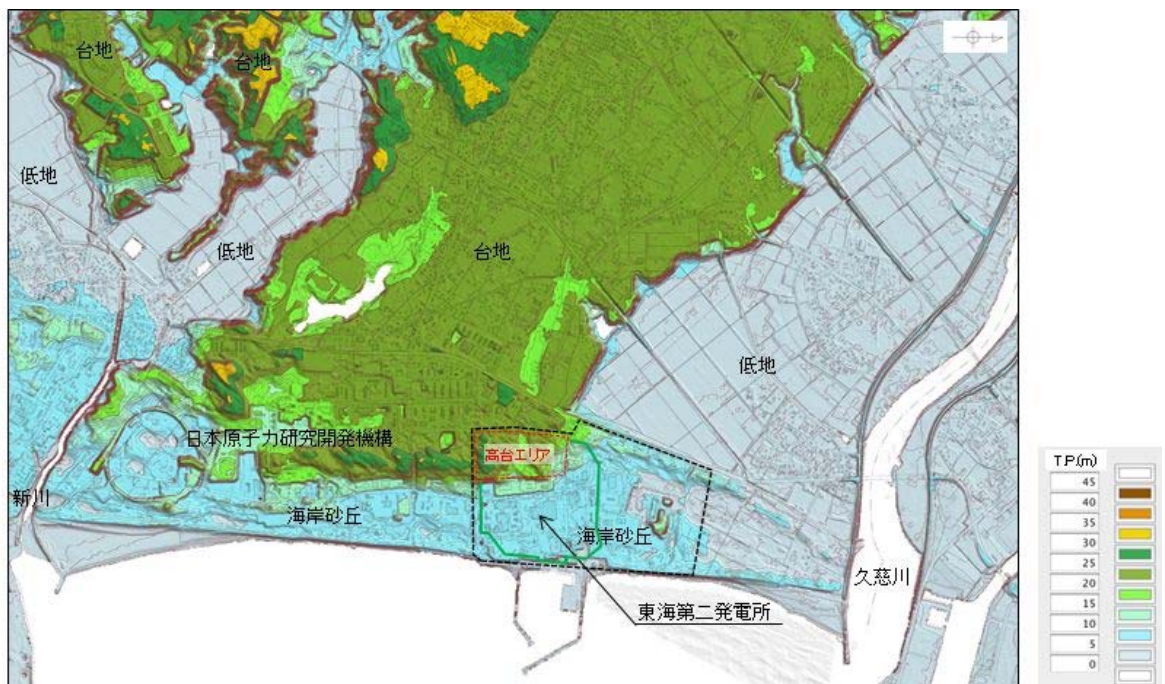 台地
台地
低地
低地
台地
低地
日本原子力研究開発機構
高台エリア
新川
海岸砂丘
海岸砂丘
久慈川
東海第二発電所
T.P.(m)
45
40
35
30
25
20
15
10
5
0